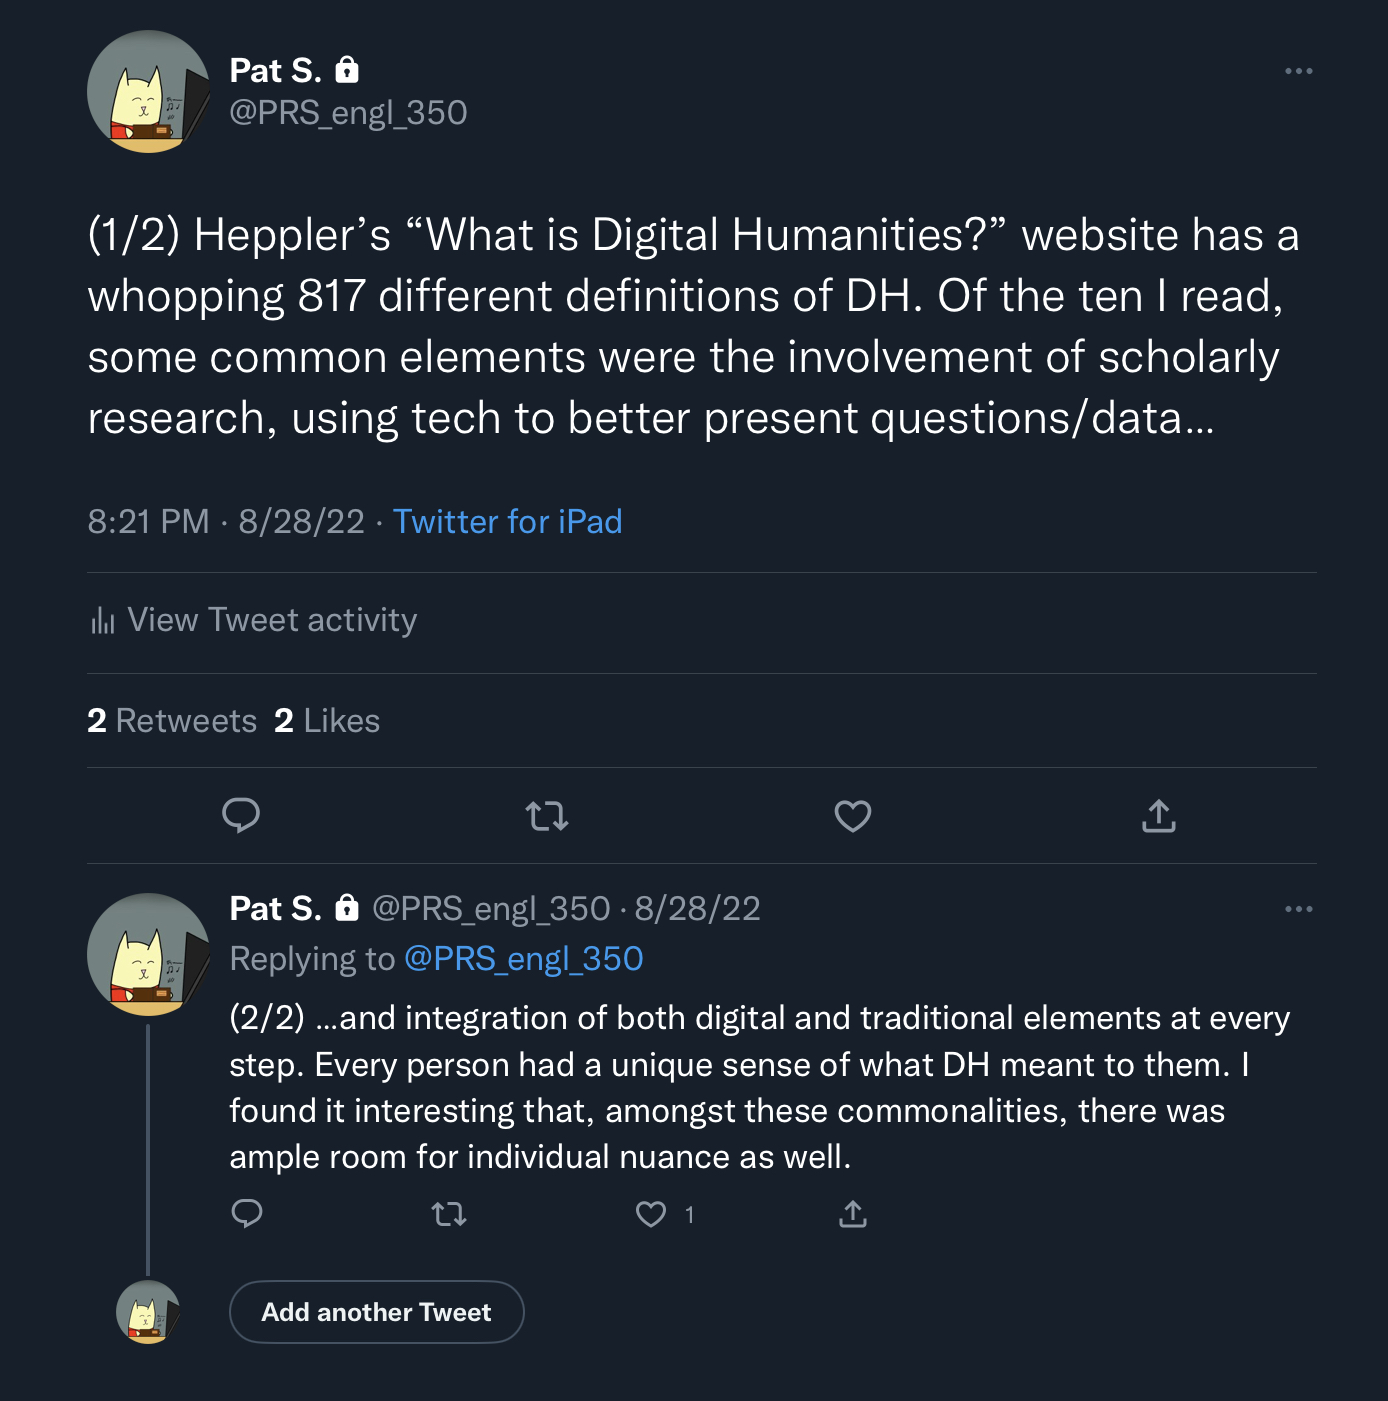 Pat S.
@PRS_engl_350
(1/2) Heppler’s “What is Digital Humanities?” website has a
whopping 817 different definitions of DH. Of the ten I read,
some common elements were the involvement of scholarly
research, using tech to better present questions/data...
8:21 PM · 8/28/22 · Twitter for iPad
View Tweet activity
2 Retweets 2 Likes
Pat S. @PRS_engl_350 · 8/28/22
Replying to @PRS_engl_350
(2/2) ...and integration of both digital and traditional elements at every
step. Every person had a unique sense of what DH meant to them. I
found it interesting that, amongst these commonalities, there was
ample room for individual nuance as well.
1
Add another Tweet